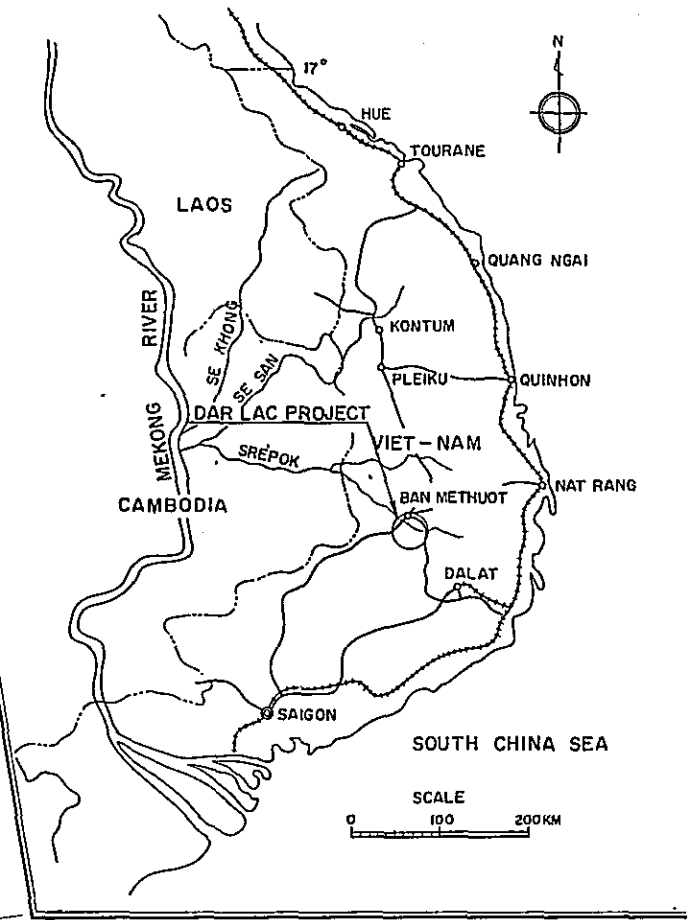 N
17°
HUE
TOURANE
LAOS
QUANG NGAI
RIVER
SE KHONG
KONTUM
SE SAN
PLEIKU
QUINHON
DAR LAC PROJECT
MEKONG
VIET-NAM
SREPOK
NAT RANG
BAN METHUOT
CAMBODIA
DALAT
SAIGON
SOUTH CHINA SEA
SCALE
0 100 200KM